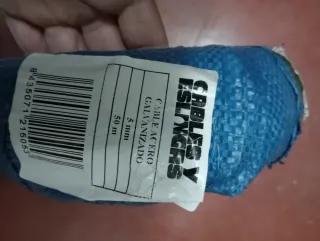 CABLES Y
ESLINGAS
CABLE ACERO
GALVANIZADO
5 mm
50 m